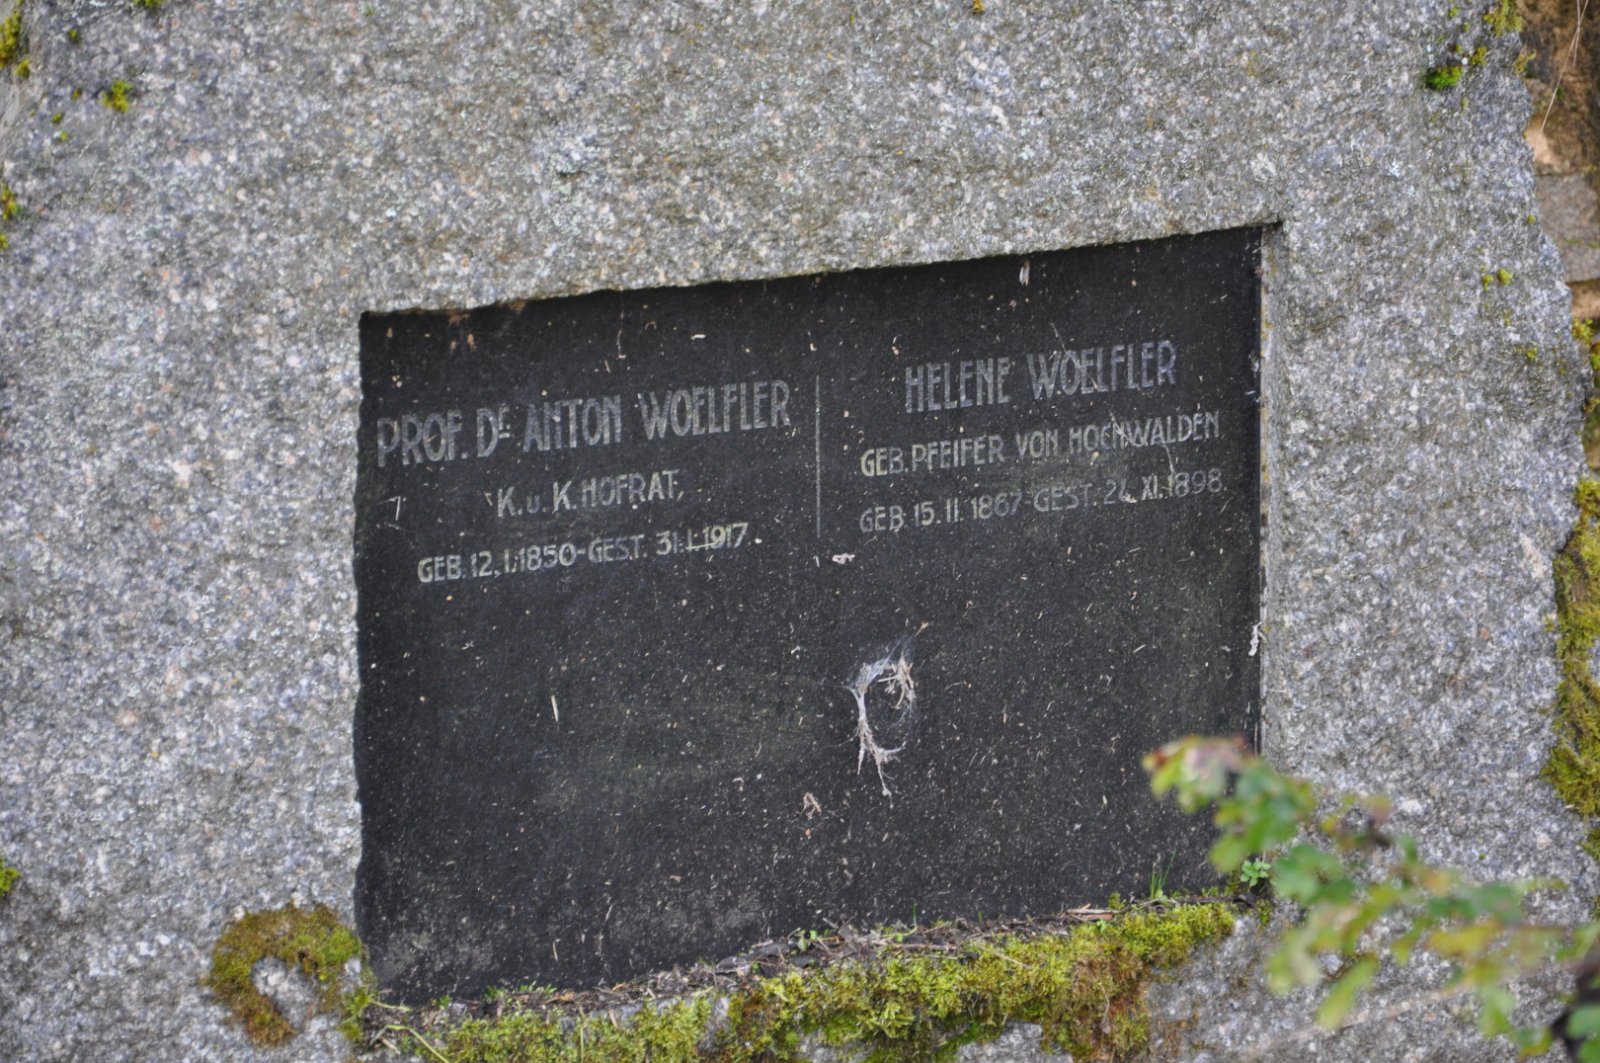 PROF. Dr. ANTON WOELFLER
K. u. K. HOFRAT,
GEB. 12. I. 1850 - GEST. 31. I. 1917.
HELENE WOELFLER
GEB. PFEIFER VON HOCHWALDEN
GEB. 15. II. 1867 - GEST. XI. 1898.